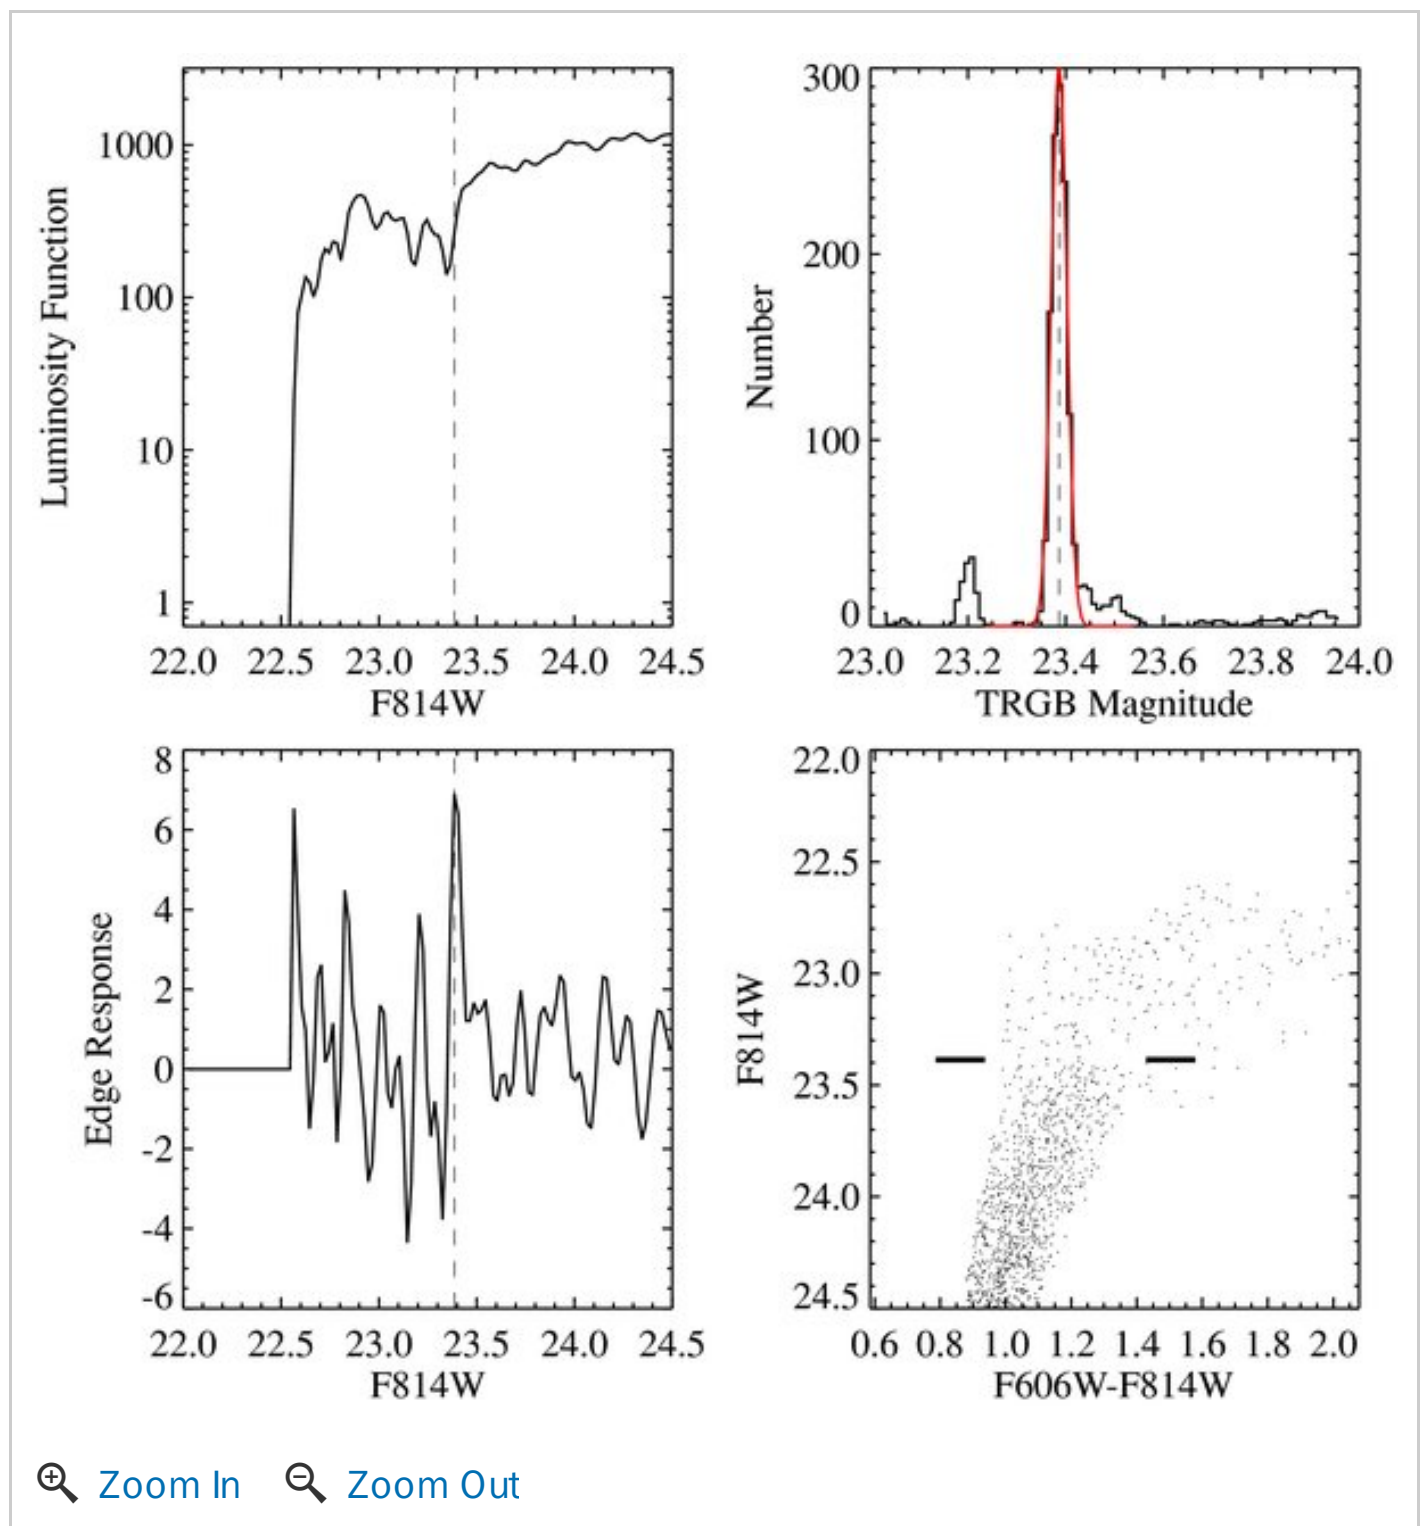 1000
100
10
1
Luminosity Function
22.0 22.5 23.0 23.5 24.0 24.5
F814W
300
200
100
0
Number
23.0 23.2 23.4 23.6 23.8 24.0
TRGB Magnitude
8
6
4
2
0
-2
-4
-6
Edge Response
22.0 22.5 23.0 23.5 24.0 24.5
F814W
22.0
22.5
23.0
23.5
24.0
24.5
F814W
0.6 0.8 1.0 1.2 1.4 1.6 1.8 2.0
F606W-F814W
Zoom In Zoom Out